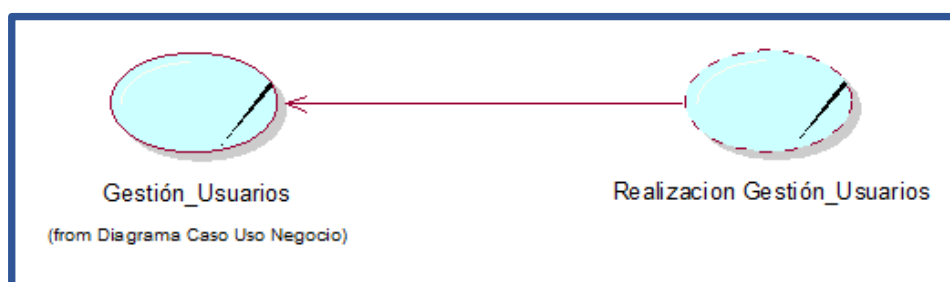 Gestión_Usuarios
Realizacion Gestión_Usuarios
(from Diagrama Caso Uso Negocio)